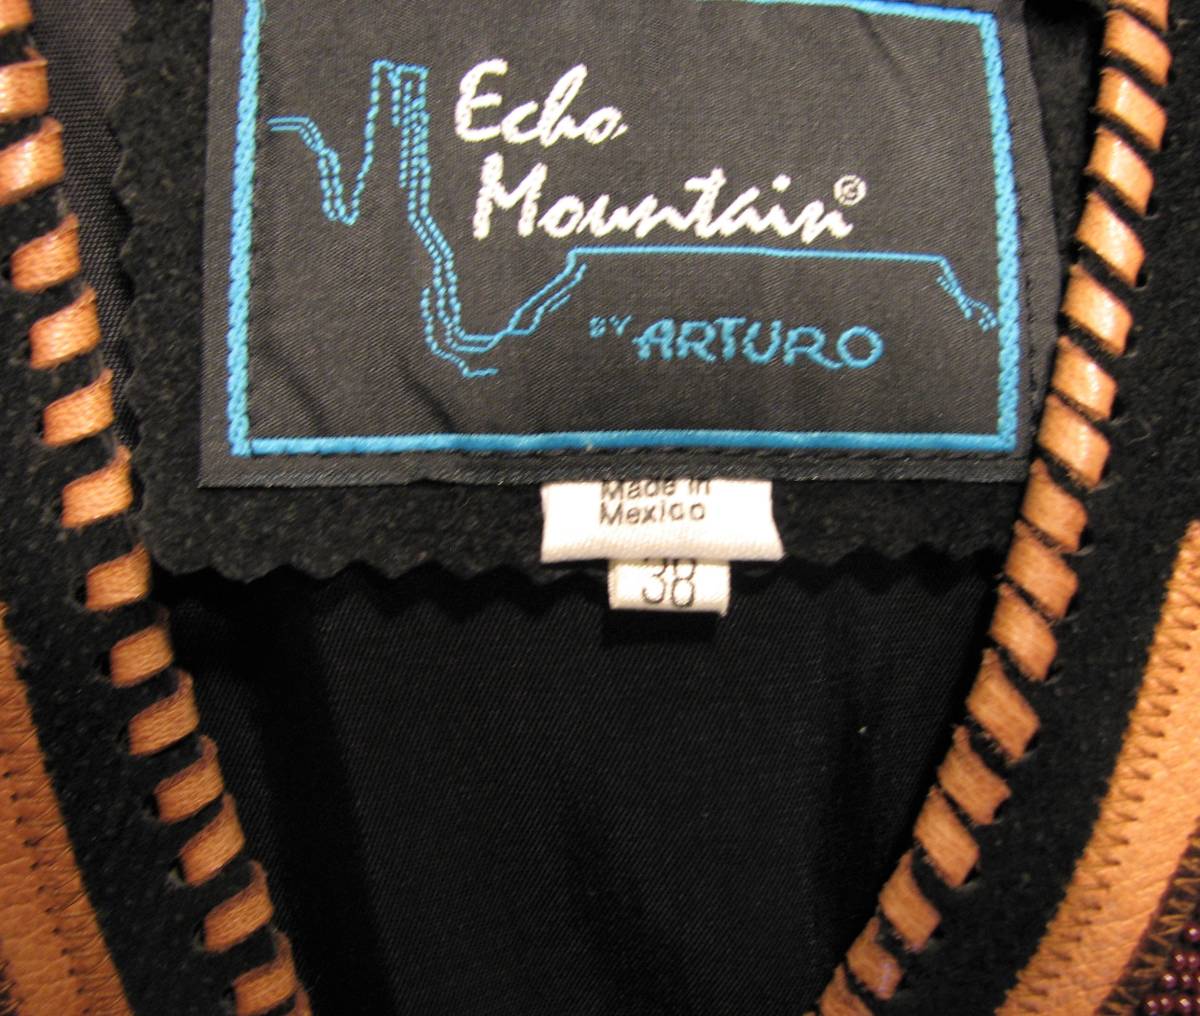 Echo
Mountain®
BY ARTURO
Made in
Mexico
38